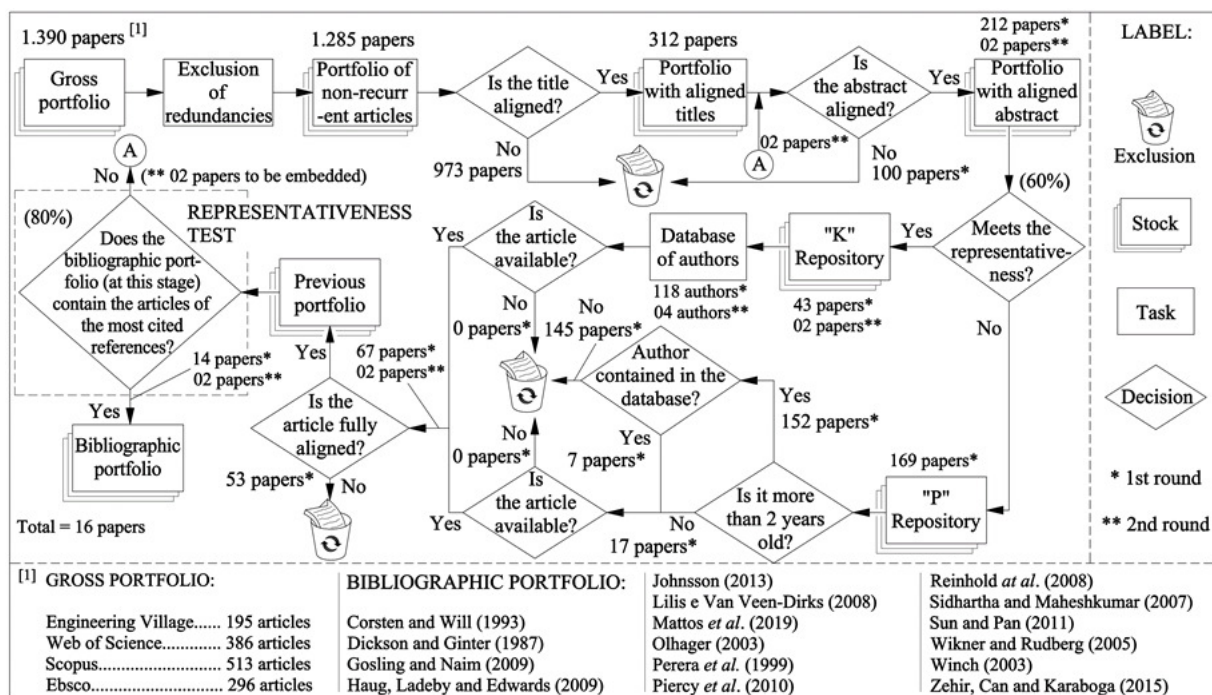 1.390 papers [1]
1.285 papers
312 papers
212 papers*
02 papers**
LABEL:
Gross
portfolio
Exclusion
of
redundancies
Portfolio of
non-recurr
-ent articles
Is the title
aligned?
Yes
Portfolio
with aligned
titles
Is
the abstract
aligned?
Yes
Portfolio
with aligned
abstract
Exclusion
A
No
973 papers
02 papers**
A
No
100 papers*
No
(** 02 papers to be embedded)
(60%)
(80%)
REPRESENTATIVENESS
TEST
Does the
bibliographic port-
folio (at this stage)
contain the articles of
the most cited
references?
Previous
portfolio
Yes
Is
the article
available?
Database
of authors
"K"
Repository
Yes
Meets the
representative-
ness?
Stock
118 authors*
04 authors**
43 papers*
02 papers**
No
0 papers*
No
145 papers*
No
Task
14 papers*
02 papers**
Yes
67 papers*
02 papers**
Author
contained in the
database?
Yes
152 papers*
Decision
Yes
Bibliographic
portfolio
Is the
article fully
aligned?
No
0 papers*
Yes
7 papers*
53 papers*
No
Yes
Is
the article
available?
No
17 papers*
Is it more
than 2 years
old?
169 papers*
"P"
Repository
* 1st round
** 2nd round
Total = 16 papers
[1] GROSS PORTFOLIO:
Engineering Village...... 195 articles
Web of Science............ 386 articles
Scopus......................... 513 articles
Ebsco........................... 296 articles
BIBLIOGRAPHIC PORTFOLIO:
Corsten and Will (1993)
Dickson and Ginter (1987)
Gosling and Naim (2009)
Haug, Ladeby and Edwards (2009)
Johnsson (2013)
Lilis e Van Veen-Dirks (2008)
Mattos et al. (2019)
Olhager (2003)
Perera et al. (1999)
Piercy et al. (2010)
Reinhold at al. (2008)
Sidhartha and Maheshkumar (2007)
Sun and Pan (2011)
Wikner and Rudberg (2005)
Winch (2003)
Zehir, Can and Karaboga (2015)